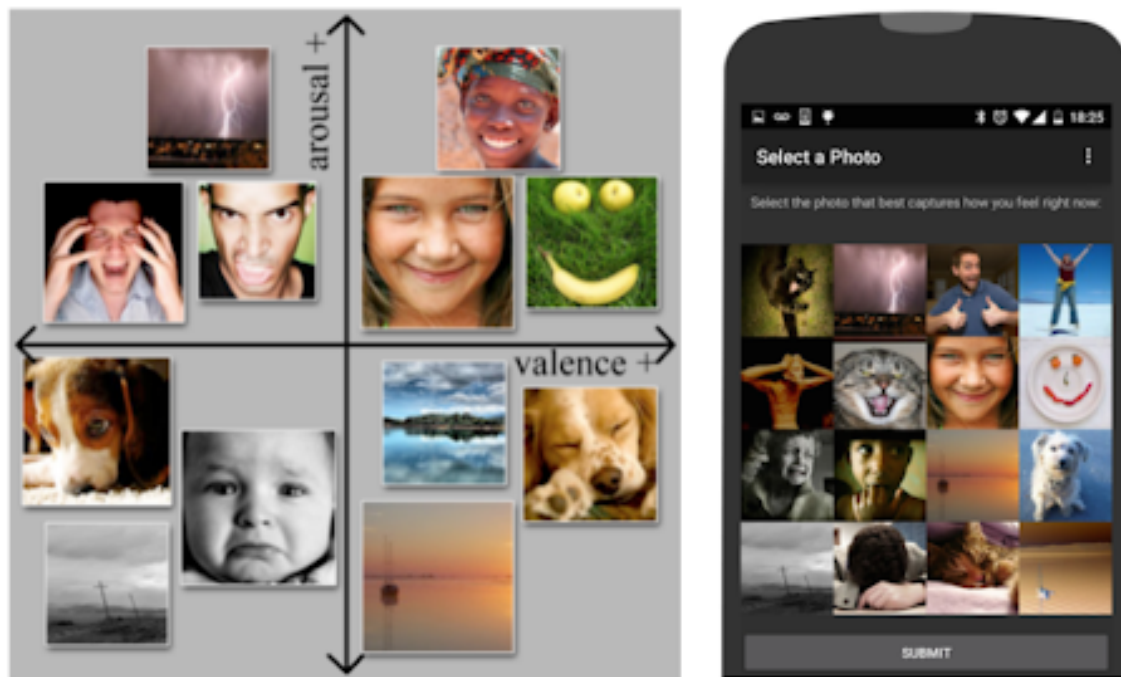 arousal +
valence +
18:25
Select a Photo
Select the photo that best captures how you feel right now:
SUBMIT